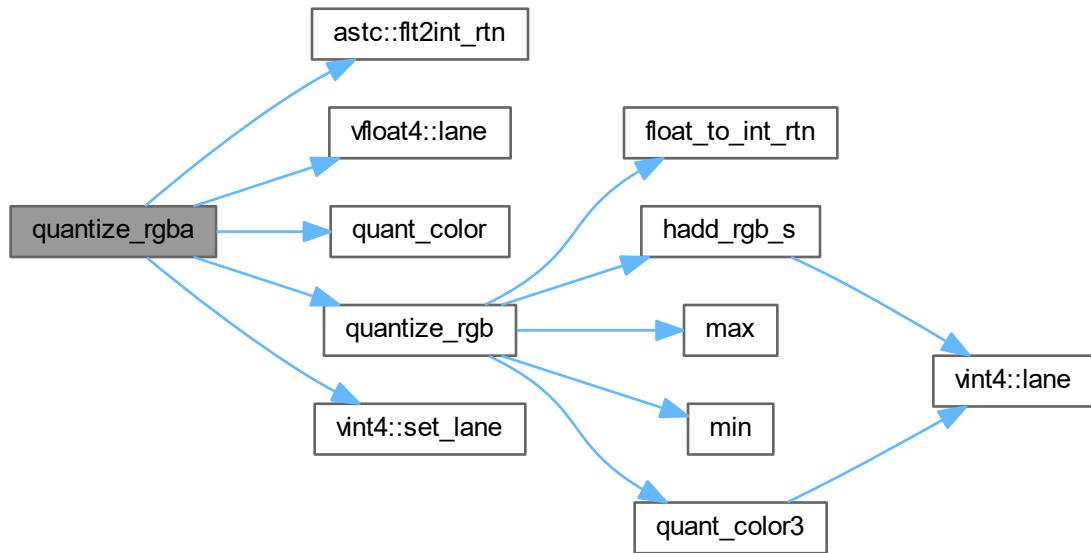 astc::flt2int_rtn
vfloat4::lane
float_to_int_rtn
quantize_rgba
quant_color
hadd_rgb_s
quantize_rgb
max
vint4::lane
vint4::set_lane
min
quant_color3